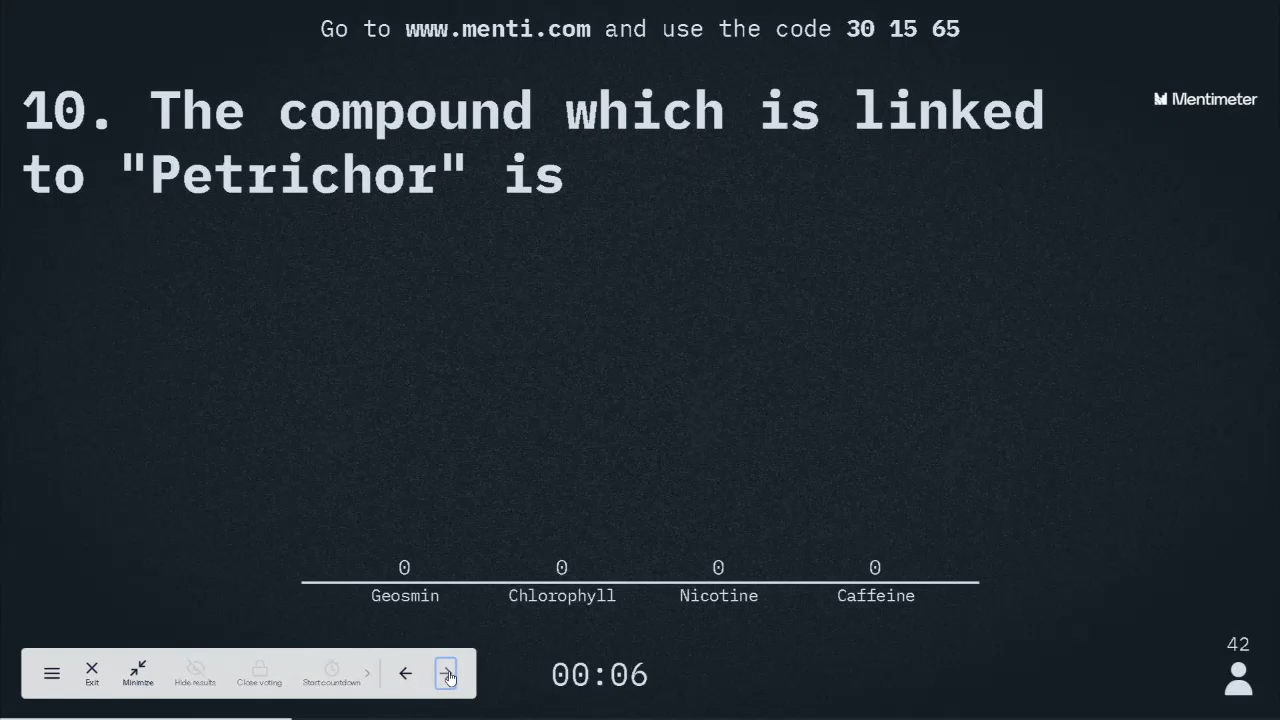 Go to www.menti.com and use the code 30 15 65
10. The compound which is linked
to "Petrichor" is
Mentimeter
0 0 0 0
Geosmin Chlorophyll Nicotine Caffeine
Exit Minimize Hide results Close voting Start countdown
00:06
42